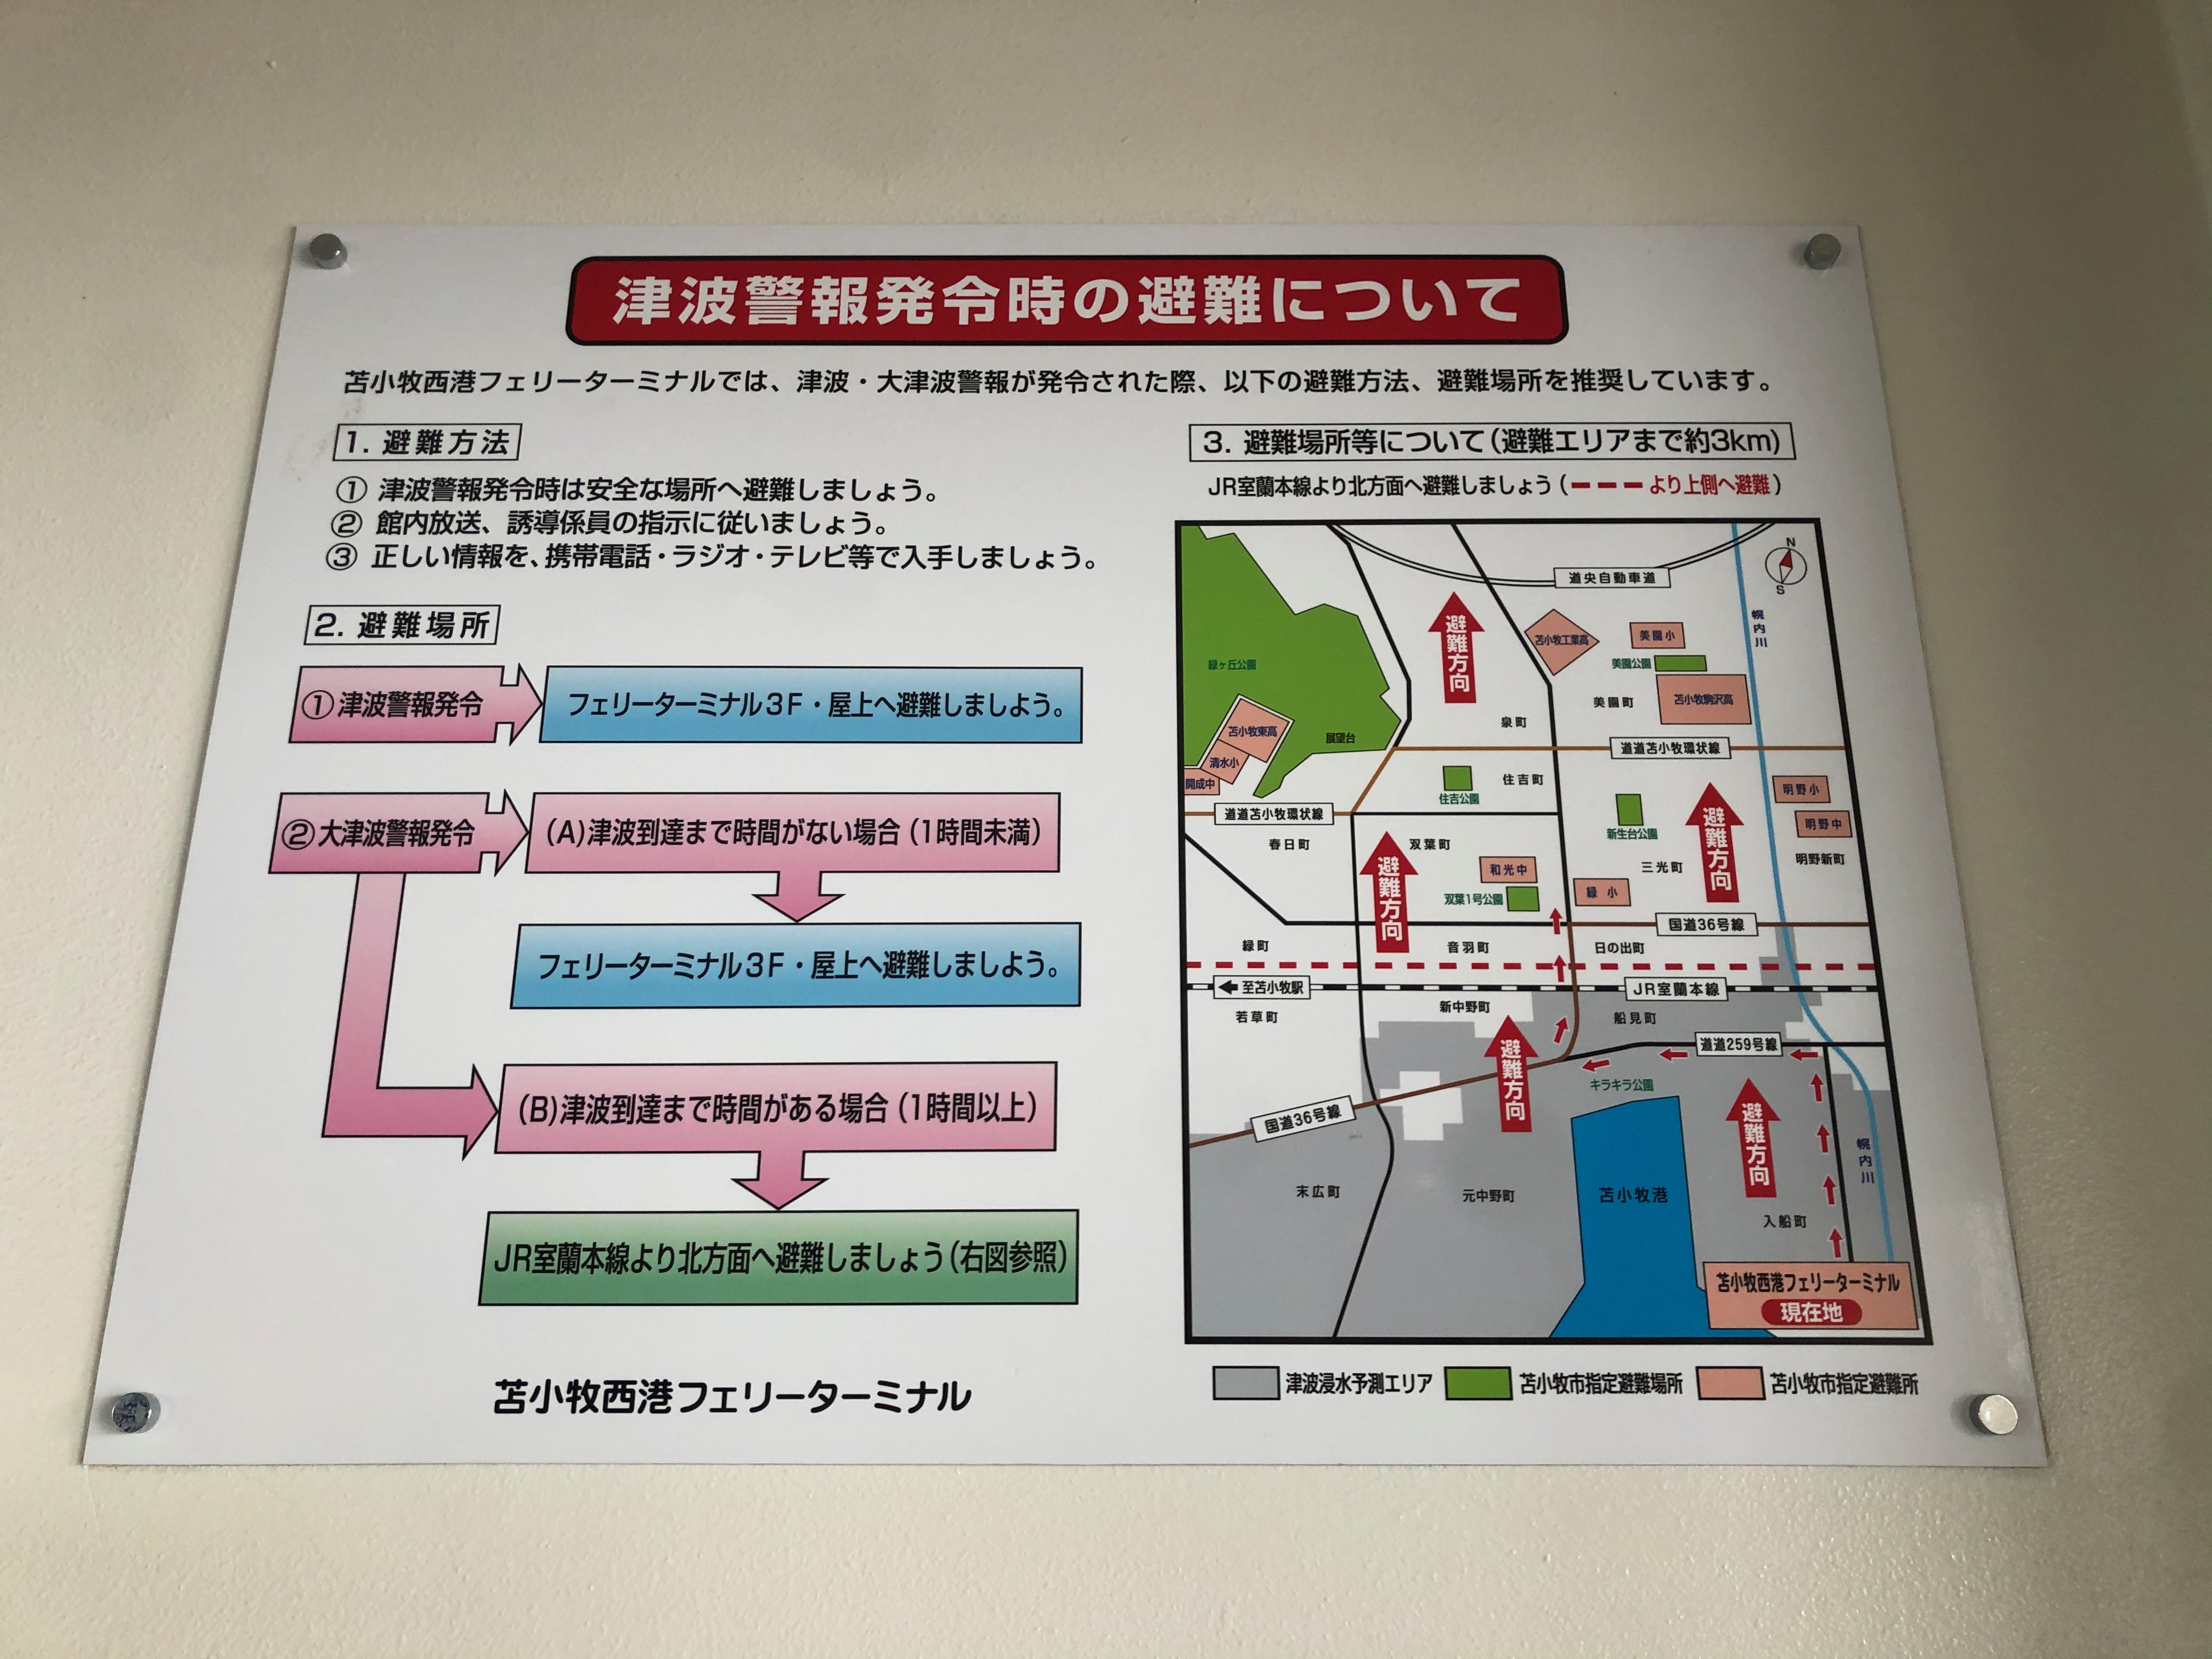 津波警報発令時の避難について
苫小牧西港フェリーターミナルでは、津波・大津波警報が発令された際、以下の避難方法、避難場所を推奨しています。
1. 避難方法
① 津波警報発令時は安全な場所へ避難しましょう。
② 館内放送、誘導係員の指示に従いましょう。
③ 正しい情報を、携帯電話・ラジオ・テレビ等で入手しましょう。
2. 避難場所
①津波警報発令
フェリーターミナル3F・屋上へ避難しましよう。
②大津波警報発令
(A)津波到達まで時間がない場合(1時間未満)
フェリーターミナル3F・屋上へ避難しましよう。
(B)津波到達まで時間がある場合(1時間以上)
JR室蘭本線より北方面へ避難しましょう(右図参照)
苫小牧西港フェリーターミナル
3. 避難場所等について(避難エリアまで約3km)
JR室蘭本線より北方面へ避難しましょう(より上側へ避難)
N
S
道央自動車道
幌内川
避難方向
苫小牧工業高
美園小
美園公園
緑ヶ丘公園
苫小牧駒沢高
美園町
泉町
苫小牧東高
展望台
道道苫小牧環状線
清水小
開成中
住吉町
住吉公園
明野小
道道苫小牧環状線
新生台公園
明野中
避難方向
春日町
双葉町
避難方向
明野新町
和光中
三光町
双葉1号公園
緑小
国道36号線
緑町
音羽町
日の出町
至苫小牧駅
JR室蘭本線
新中野町
若草町
船見町
避難方向
道道259号線
キラキラ公園
国道36号線
避難方向
幌内川
末広町
元中野町
苫小牧港
入船町
苫小牧西港フェリーターミナル
現在地
津波浸水予測エリア
苫小牧市指定避難場所
苫小牧市指定避難所